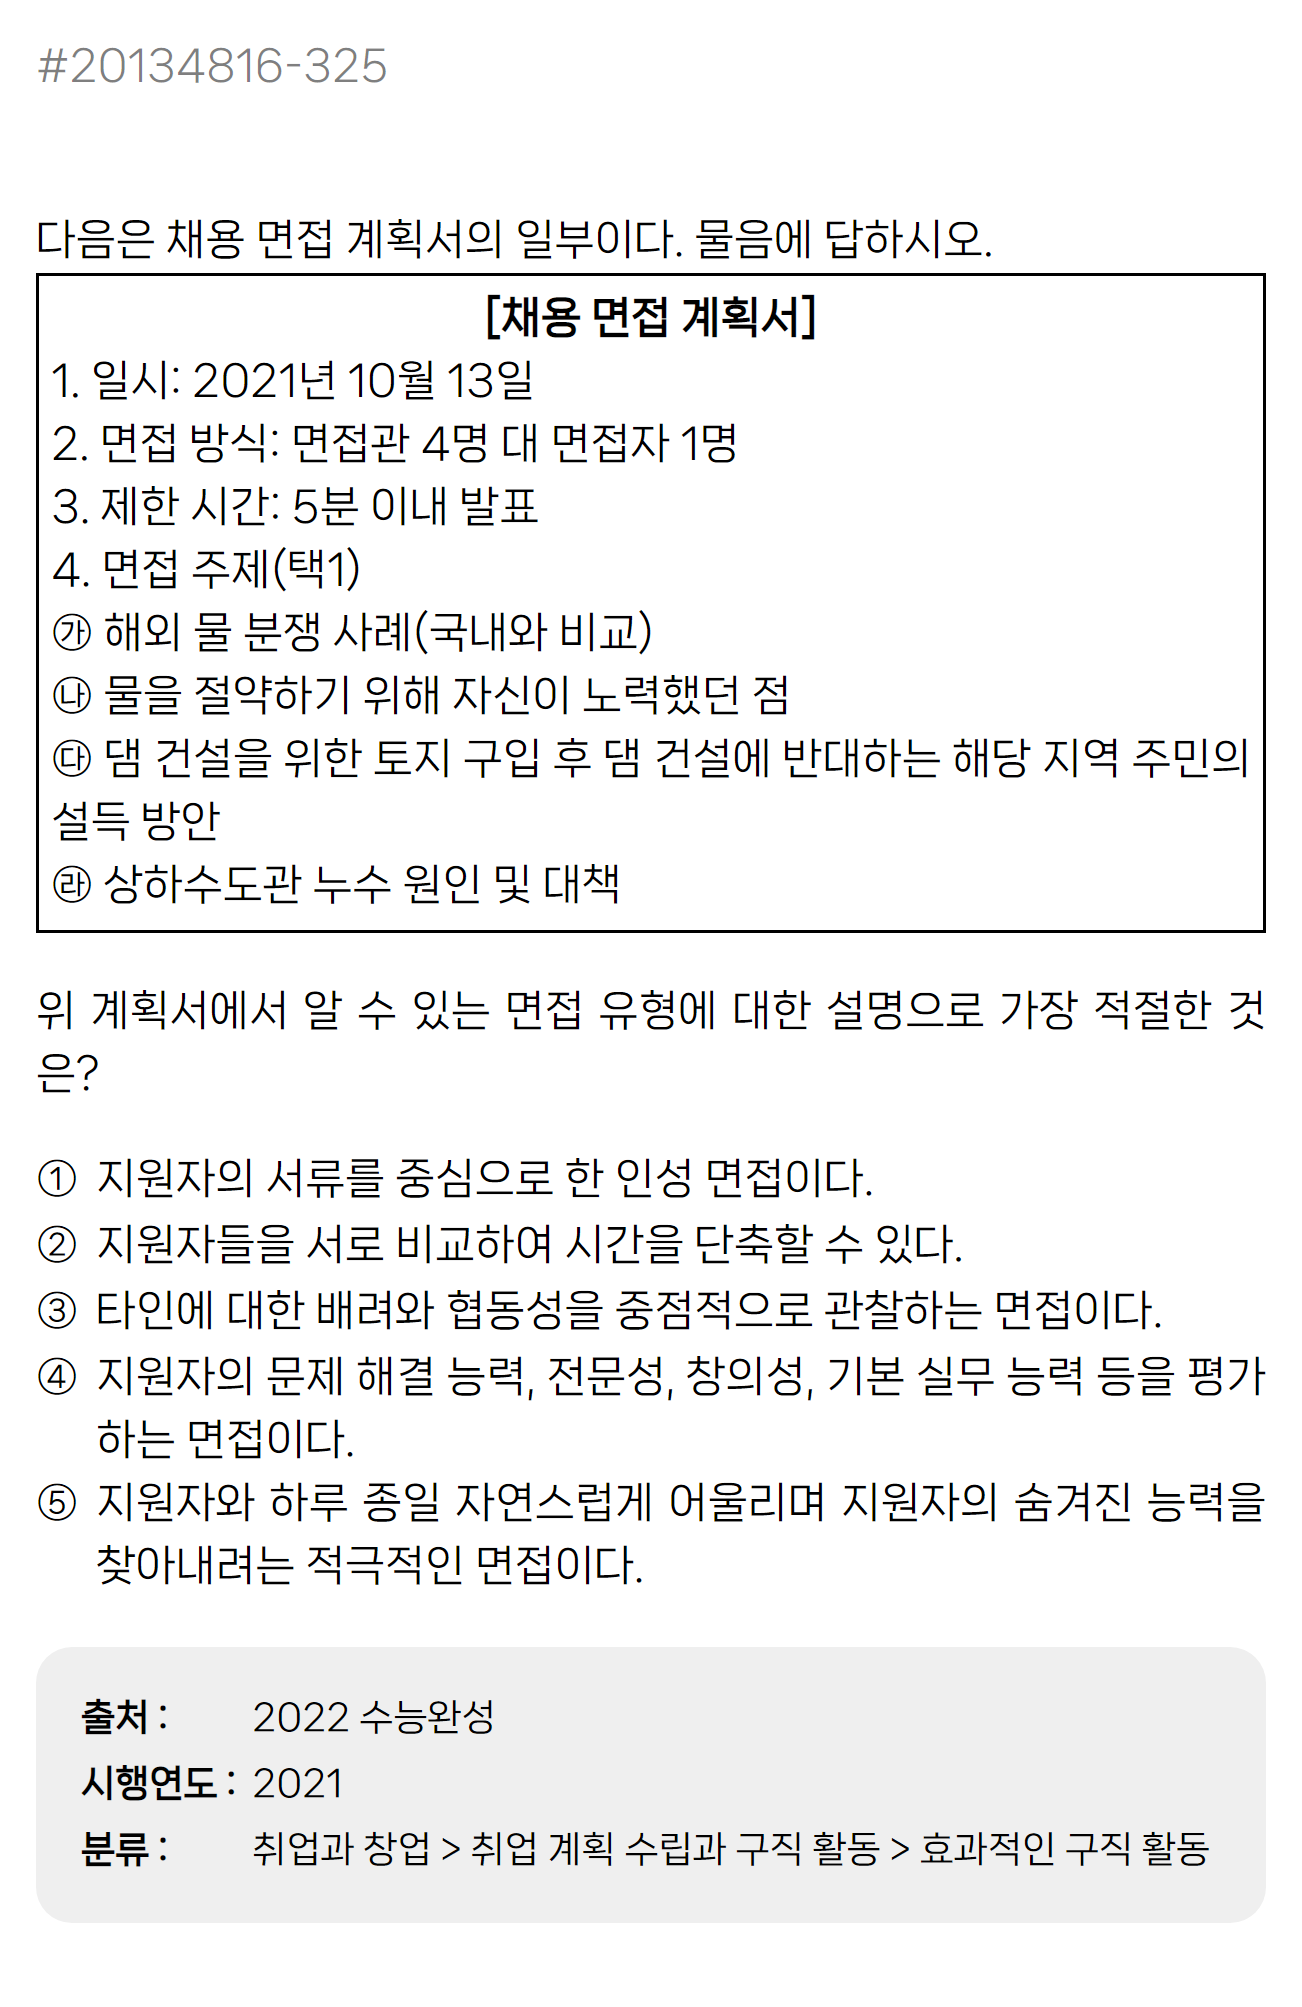 #20134816-325
다음은 채용 면접 계획서의 일부이다. 물음에 답하시오.
[채용 면접 계획서]
1. 일시: 2021년 10월 13일
2. 면접 방식: 면접관 4명 대 면접자 1명
3. 제한 시간: 5분 이내 발표
4. 면접 주제(택1)
㉮ 해외 물 분쟁 사례(국내와 비교)
㉯ 물을 절약하기 위해 자신이 노력했던 점
㉰ 댐 건설을 위한 토지 구입 후 댐 건설에 반대하는 해당 지역 주민의
설득 방안
㉱ 상하수도관 누수 원인 및 대책
위 계획서에서 알 수 있는 면접 유형에 대한 설명으로 가장 적절한 것
은?
① 지원자의 서류를 중심으로 한 인성 면접이다.
② 지원자들을 서로 비교하여 시간을 단축할 수 있다.
③ 타인에 대한 배려와 협동성을 중점적으로 관찰하는 면접이다.
④ 지원자의 문제 해결 능력, 전문성, 창의성, 기본 실무 능력 등을 평가
하는 면접이다.
⑤ 지원자와 하루 종일 자연스럽게 어울리며 지원자의 숨겨진 능력을
찾아내려는 적극적인 면접이다.
출처 : 2022 수능완성
시행연도 : 2021
분류 : 취업과 창업 > 취업 계획 수립과 구직 활동 > 효과적인 구직 활동